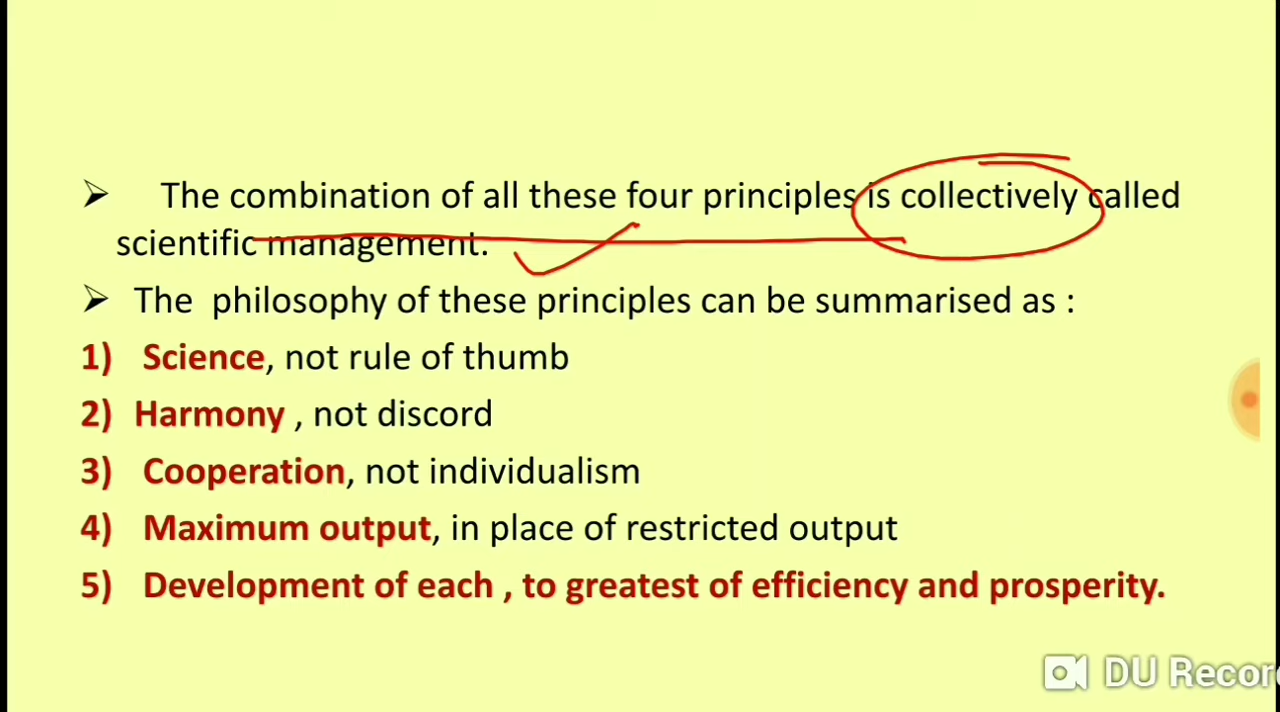 ➢ The combination of all these four principles is collectively called
scientific management.
➢ The philosophy of these principles can be summarised as :
1) Science, not rule of thumb
2) Harmony , not discord
3) Cooperation, not individualism
4) Maximum output, in place of restricted output
5) Development of each , to greatest of efficiency and prosperity.
DU Recor